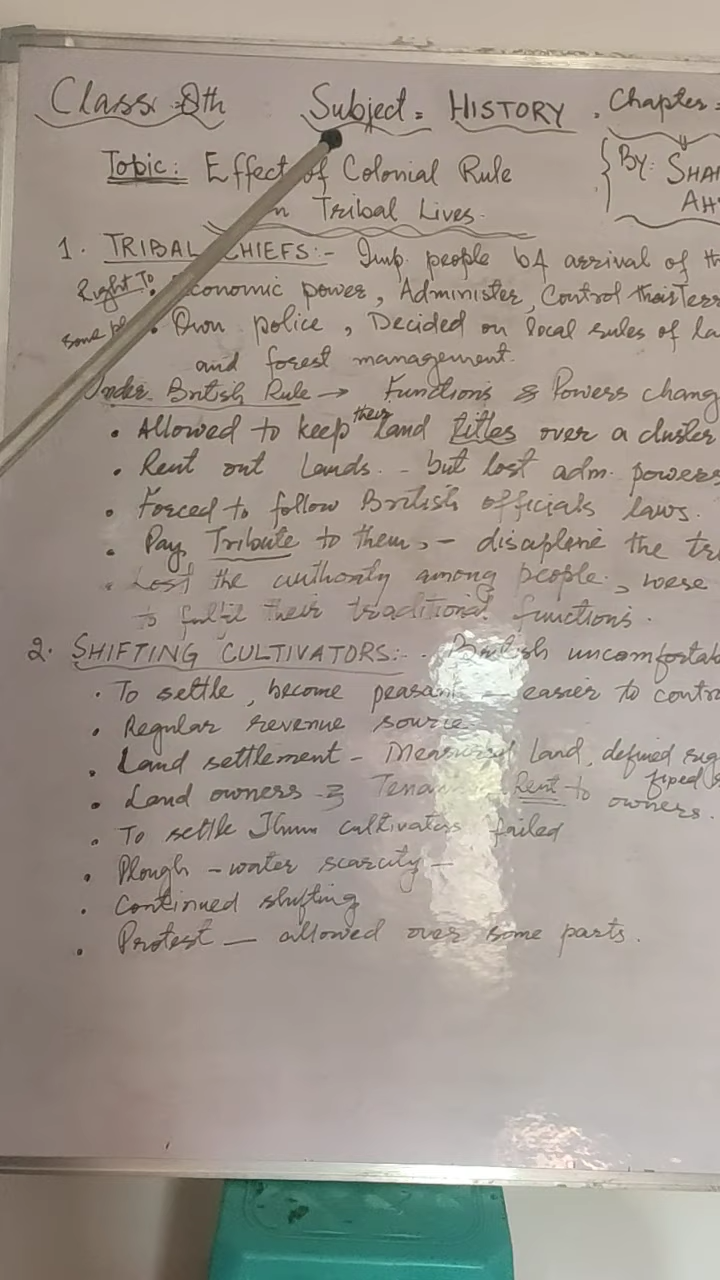 Class: 8th Subject = HISTORY . Chapter =
Topic: Effect of Colonial Rule
Tribal Lives.
{ By: SHA
AH
1. TRIBAL CHIEFS:- Imp. people b4 arrival of th
Right To . Economic power, Administer, Control their Terr
some . Own police, Decided on local rules of la
and forest management.
Under British Rule → Functions & Powers chang
. Allowed to keep their land titles over a cluster
. Rent out Lands. - but lost adm. powers
. Forced to follow British officials laws.
. Pay Tribute to them, - discipline the tr
. Lost the authority among people, were
to fulfil their traditional functions.
2. SHIFTING CULTIVATORS:- . British uncomforta
. To settle, become peasant - easier to contr
. Regular revenue source
. Land settlement - Measured Land, defined rig
. Land owners & Rent to owners. fixed
. To settle Jhum cultivators failed
. Plough - water scarcity -
. Continued shifting
. Protest - allowed over some parts.